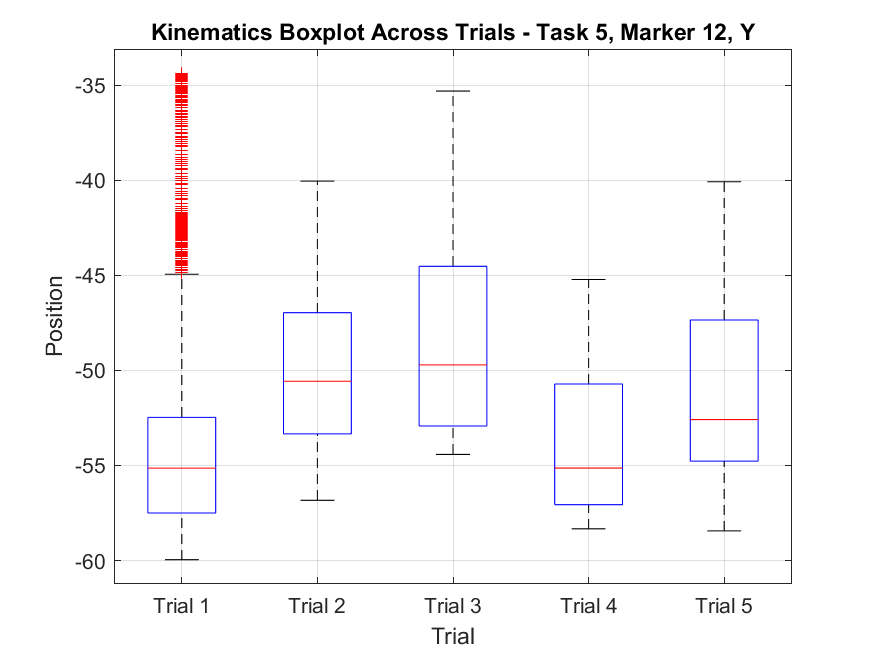 Kinematics Boxplot Across Trials - Task 5, Marker 12, Y
-35
-40
-45
-50
-55
-60
Position
Trial 1 Trial 2 Trial 3 Trial 4 Trial 5
Trial